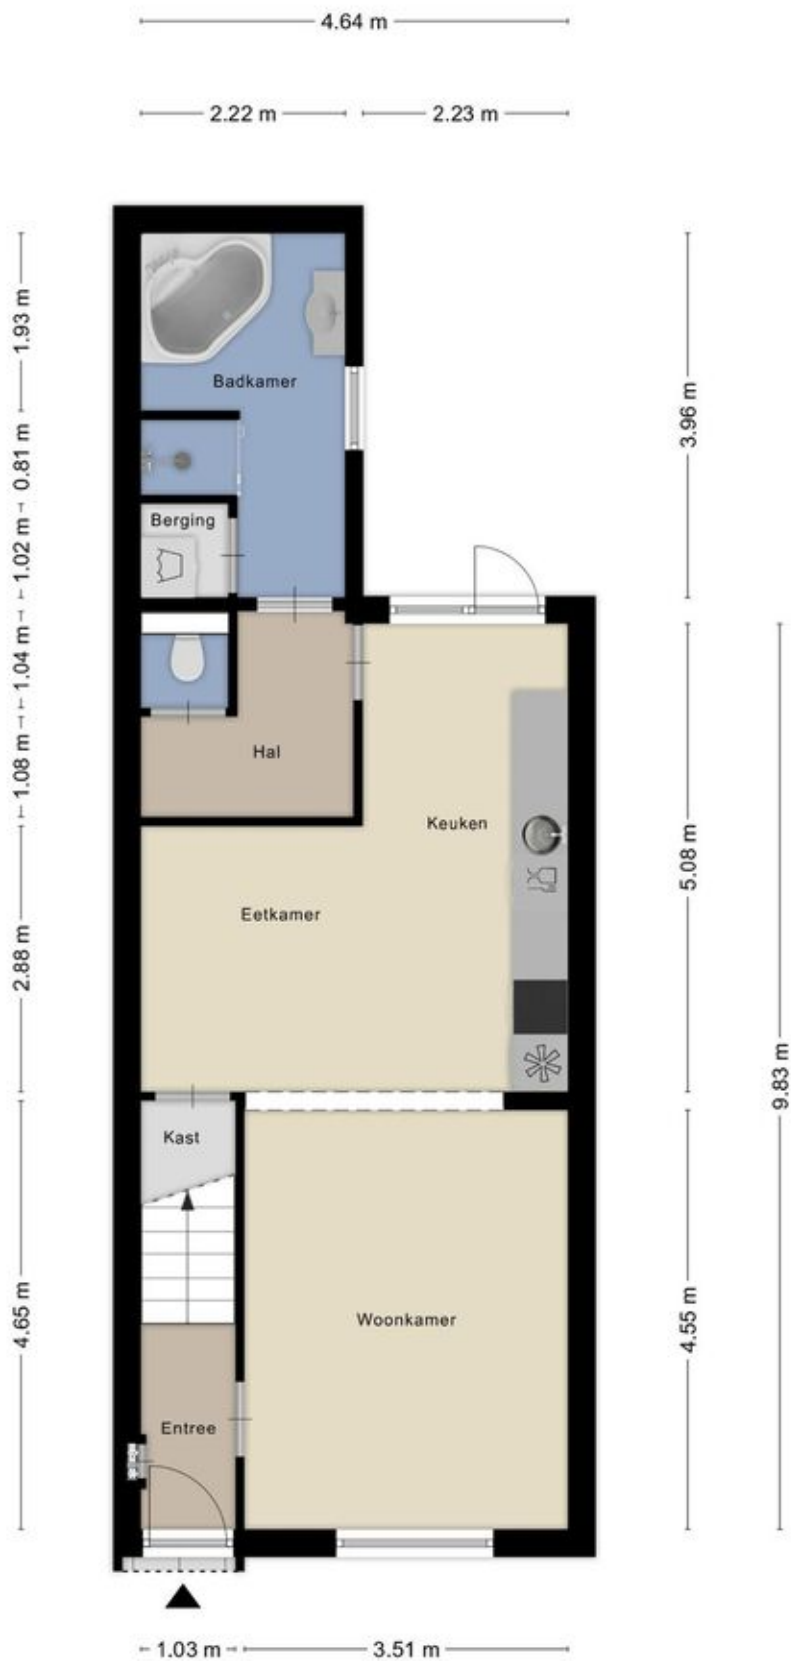 4.64 m
2.22 m
2.23 m
1.93 m
0.81 m
1.02 m
1.04 m
1.08 m
2.88 m
4.65 m
Badkamer
Berging
Hal
Keuken
Eetkamer
Kast
Woonkamer
Entree
3.96 m
5.08 m
4.55 m
9.83 m
1.03 m
3.51 m